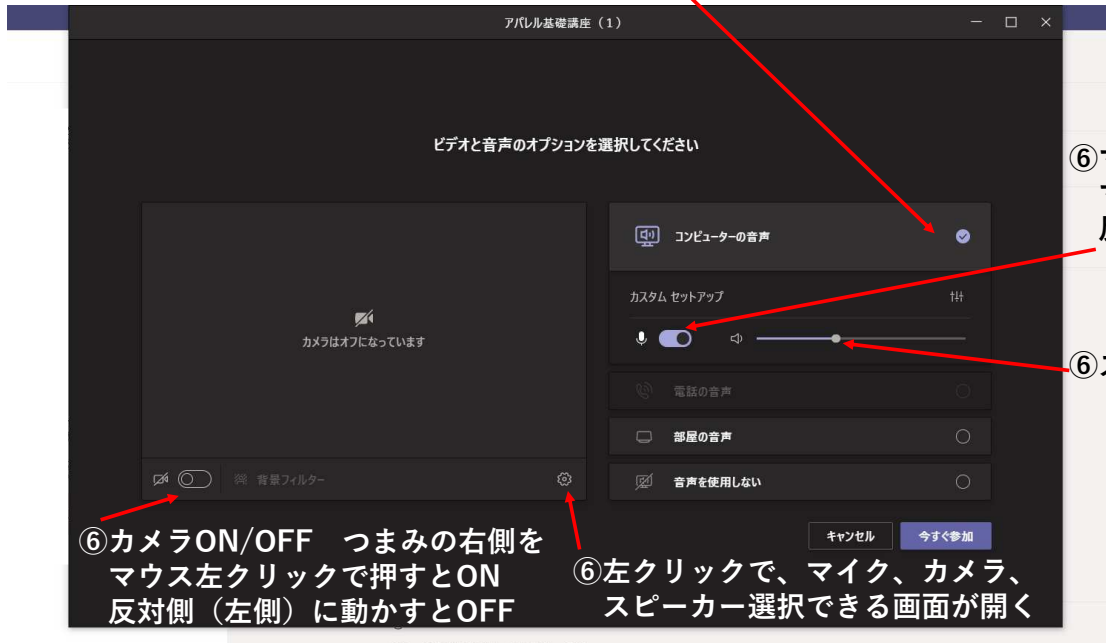 アパレル基礎講座（1）
ビデオと音声のオプションを選択してください
コンピューターの音声
カスタム セットアップ
カメラはオフになっています
電話の音声
部屋の音声
背景フィルター
音声を使用しない
キャンセル
今すぐ参加
⑥カメラON/OFF　つまみの右側を
マウス左クリックで押すとON
反対側（左側）に動かすとOFF
⑥左クリックで、マイク、カメラ、
スピーカー選択できる画面が開く
⑥
⑥